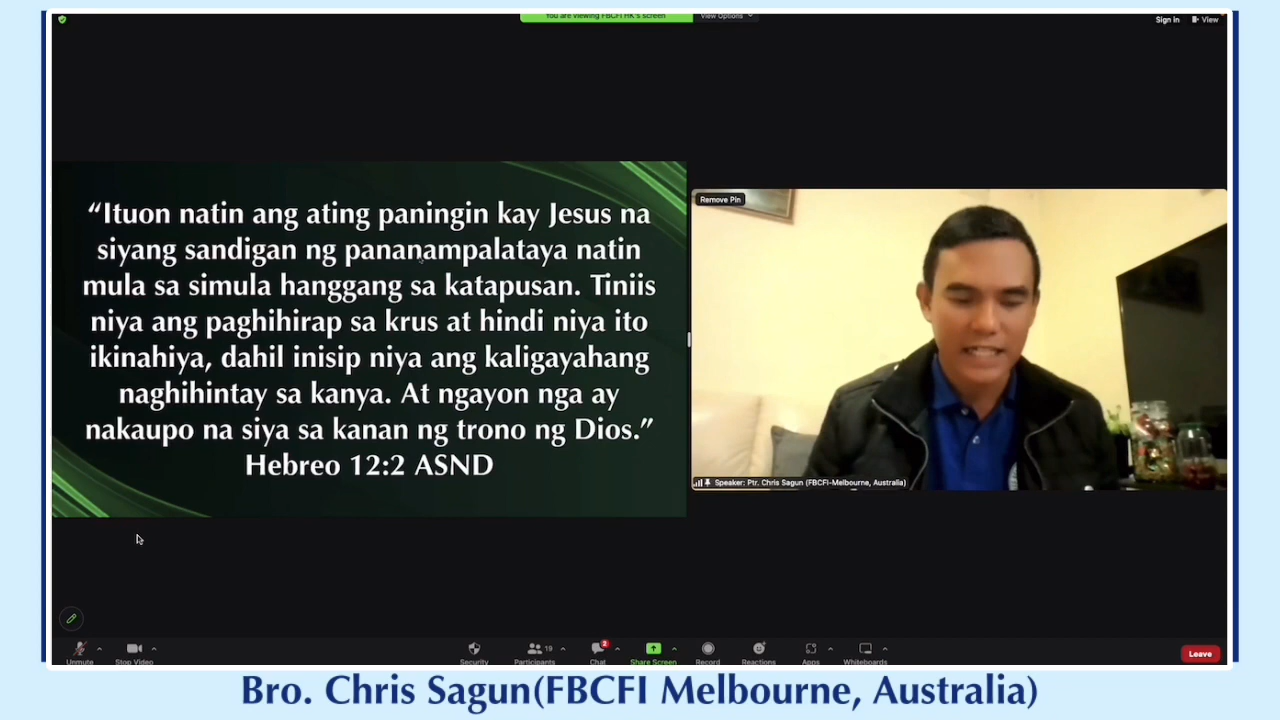 You are viewing FBCFI HK's screen
View Options
Sign in
View
“Ituon natin ang ating paningin kay Jesus na
siyang sandigan ng pananampalataya natin
mula sa simula hanggang sa katapusan. Tiniis
niya ang paghihirap sa krus at hindi niya ito
ikinahiya, dahil inisip niya ang kaligayahang
naghihintay sa kanya. At ngayon nga ay
nakaupo na siya sa kanan ng trono ng Dios.”
Hebreo 12:2 ASND
Remove Pin
Speaker: Ptr. Chris Sagun (FBCFI-Melbourne, Australia)
Unmute
Stop Video
Security
Participants
19
Chat
2
Share Screen
Record
Reactions
Apps
Whiteboards
Leave
Bro. Chris Sagun(FBCFI Melbourne, Australia)